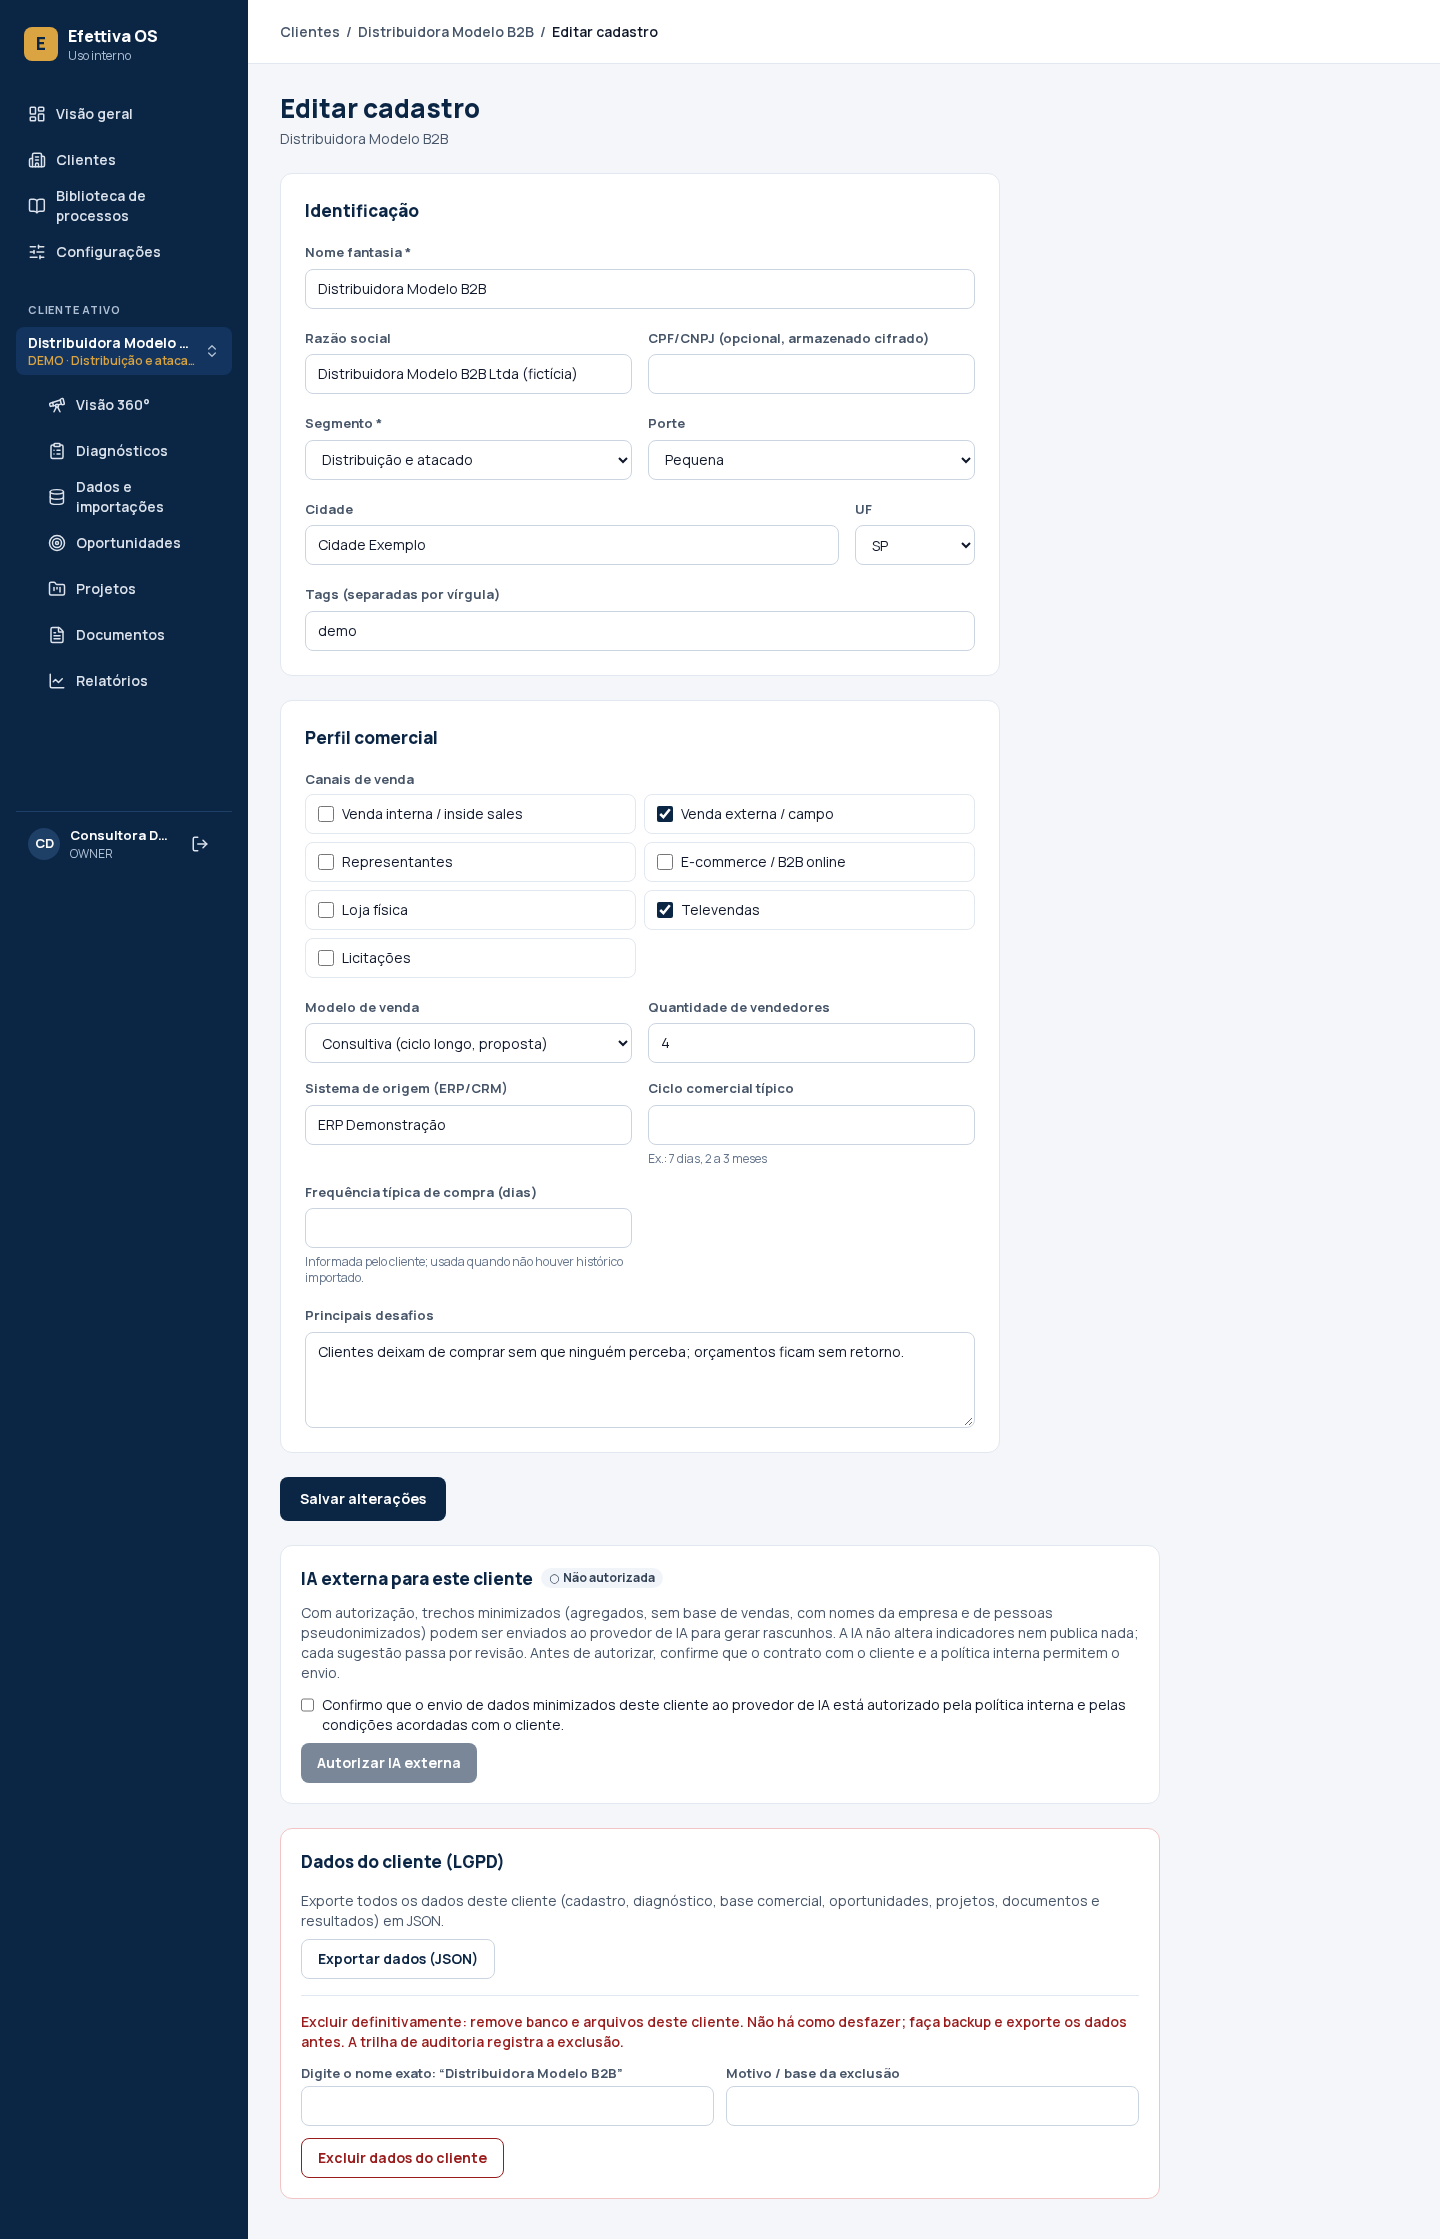 E
Efettiva OS
Uso interno
Visão geral
Clientes
Biblioteca de
processos
Configurações
CLIENTE ATIVO
Distribuidora Modelo ...
DEMO · Distribuição e ataca...
Visão 360°
Diagnósticos
Dados e
importações
Oportunidades
Projetos
Documentos
Relatórios
CD
Consultora D...
OWNER
Clientes / Distribuidora Modelo B2B / Editar cadastro
Editar cadastro
Distribuidora Modelo B2B
Identificação
Nome fantasia *
Distribuidora Modelo B2B
Razão social
Distribuidora Modelo B2B Ltda (fictícia)
CPF/CNPJ (opcional, armazenado cifrado)
Segmento *
Distribuição e atacado
Porte
Pequena
Cidade
Cidade Exemplo
UF
SP
Tags (separadas por vírgula)
demo
Perfil comercial
Canais de venda
Venda interna / inside sales
Venda externa / campo
Representantes
E-commerce / B2B online
Loja física
Televendas
Licitações
Modelo de venda
Consultiva (ciclo longo, proposta)
Quantidade de vendedores
4
Sistema de origem (ERP/CRM)
ERP Demonstração
Ciclo comercial típico
Ex.: 7 dias, 2 a 3 meses
Frequência típica de compra (dias)
Informada pelo cliente; usada quando não houver histórico
importado.
Principais desafios
Clientes deixam de comprar sem que ninguém perceba; orçamentos ficam sem retorno.
Salvar alterações
IA externa para este cliente
Não autorizada
Com autorização, trechos minimizados (agregados, sem base de vendas, com nomes da empresa e de pessoas
pseudonimizados) podem ser enviados ao provedor de IA para gerar rascunhos. A IA não altera indicadores nem publica nada;
cada sugestão passa por revisão. Antes de autorizar, confirme que o contrato com o cliente e a política interna permitem o
envio.
Confirmo que o envio de dados minimizados deste cliente ao provedor de IA está autorizado pela política interna e pelas
condições acordadas com o cliente.
Autorizar IA externa
Dados do cliente (LGPD)
Exporte todos os dados deste cliente (cadastro, diagnóstico, base comercial, oportunidades, projetos, documentos e
resultados) em JSON.
Exportar dados (JSON)
Excluir definitivamente: remove banco e arquivos deste cliente. Não há como desfazer; faça backup e exporte os dados
antes. A trilha de auditoria registra a exclusão.
Digite o nome exato: “Distribuidora Modelo B2B”
Motivo / base da exclusão
Excluir dados do cliente